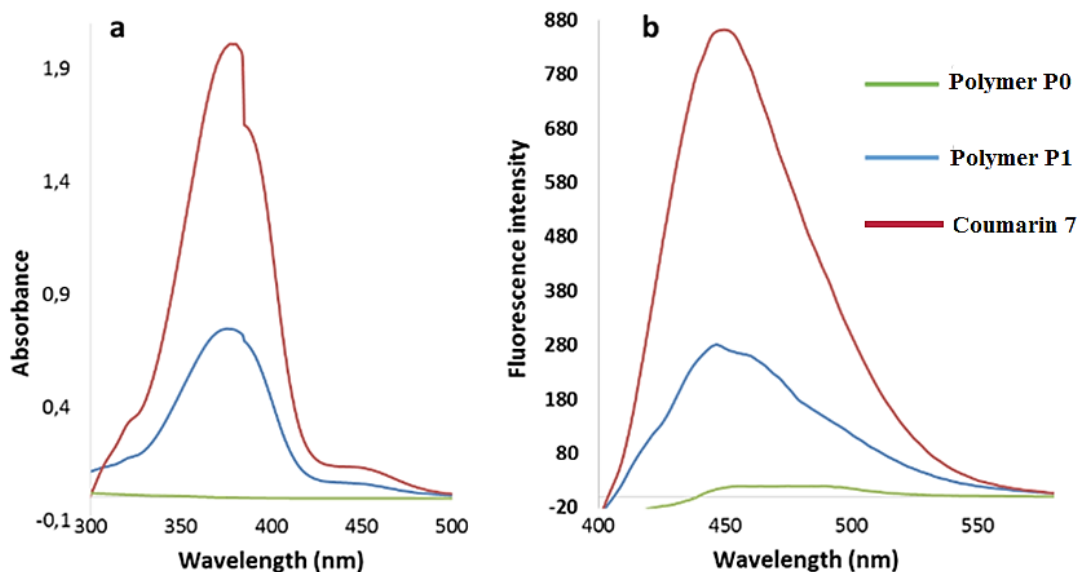 a
1,9
1,4
0,9
0,4
-0,1
300 350 400 450 500
Absorbance
Wavelength (nm)
b
880
780
680
580
480
380
280
180
80
-20
400 450 500 550
Fluorescence intensity
Wavelength (nm)
Polymer P0
Polymer P1
Coumarin 7